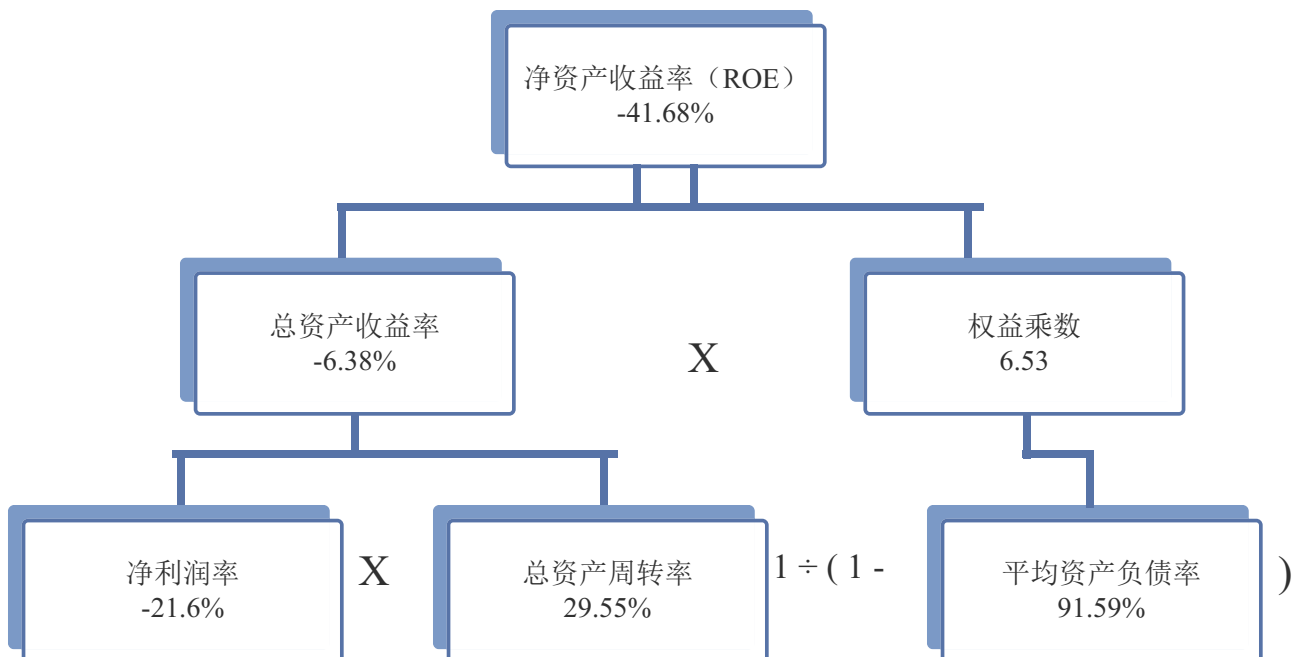 净资产收益率（ROE）
-41.68%
总资产收益率
-6.38%
X
权益乘数
6.53
净利润率
-21.6%
X
总资产周转率
29.55%
1 ÷ ( 1 -
平均资产负债率
91.59%
)